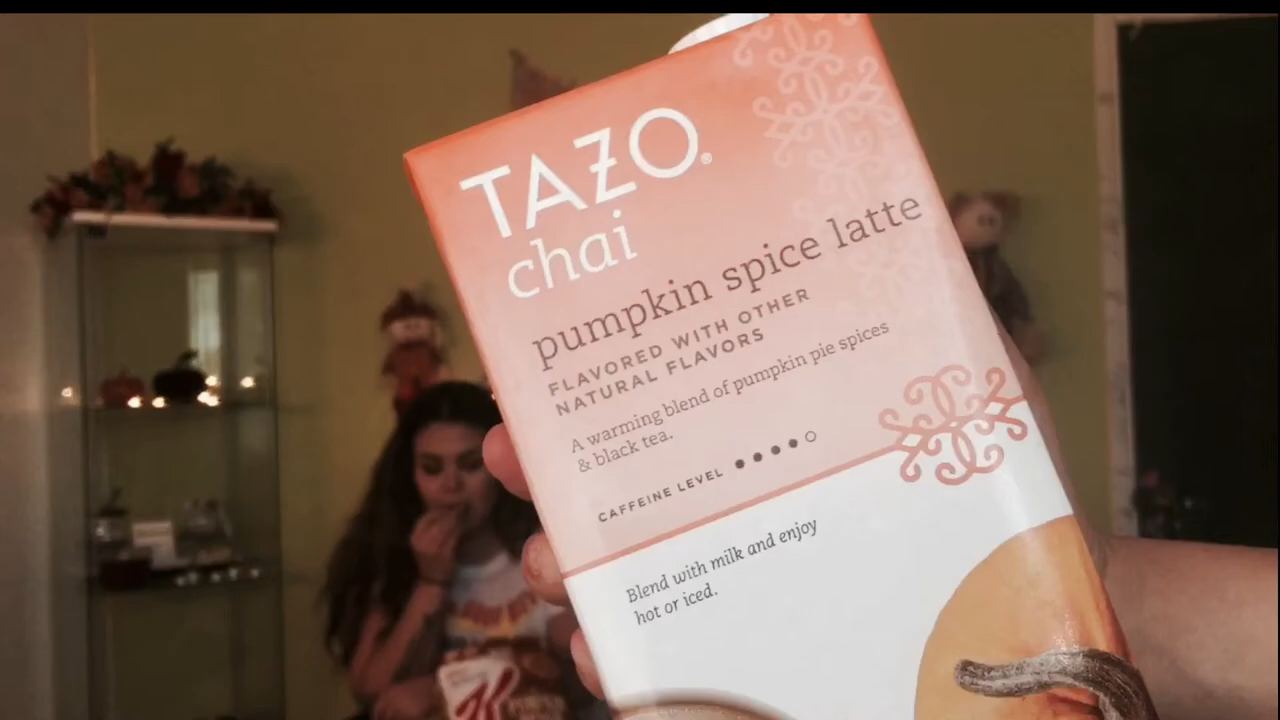 TAZO®
chai
pumpkin spice latte
FLAVORED WITH OTHER
NATURAL FLAVORS
A warming blend of pumpkin pie spices
& black tea.
CAFFEINE LEVEL
Blend with milk and enjoy
hot or iced.
K